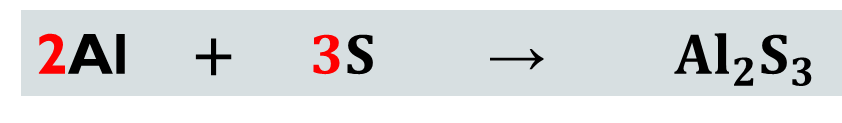 2Al + 3S → Al₂S₃